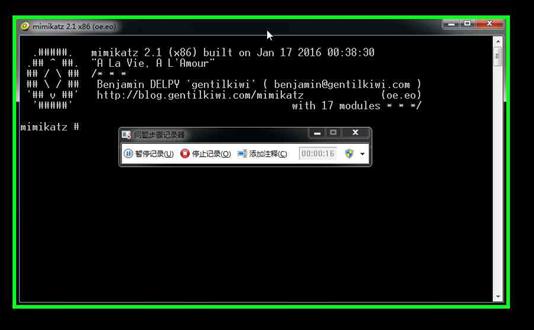 mimikatz 2.1 x86 (oe.eo)
.#####. mimikatz 2.1 (x86) built on Jan 17 2016 00:38:30
.## ^ ##. "A La Vie, A L'Amour"
## / \ ## /* * *
## \ / ## Benjamin DELPY `gentilkiwi` ( benjamin@gentilkiwi.com )
'## v ##' http://blog.gentilkiwi.com/mimikatz (oe.eo)
'#####' with 17 modules * * */
mimikatz #
问题步骤记录器
暂停记录(U) 停止记录(O) 添加注释(C) 00:00:16